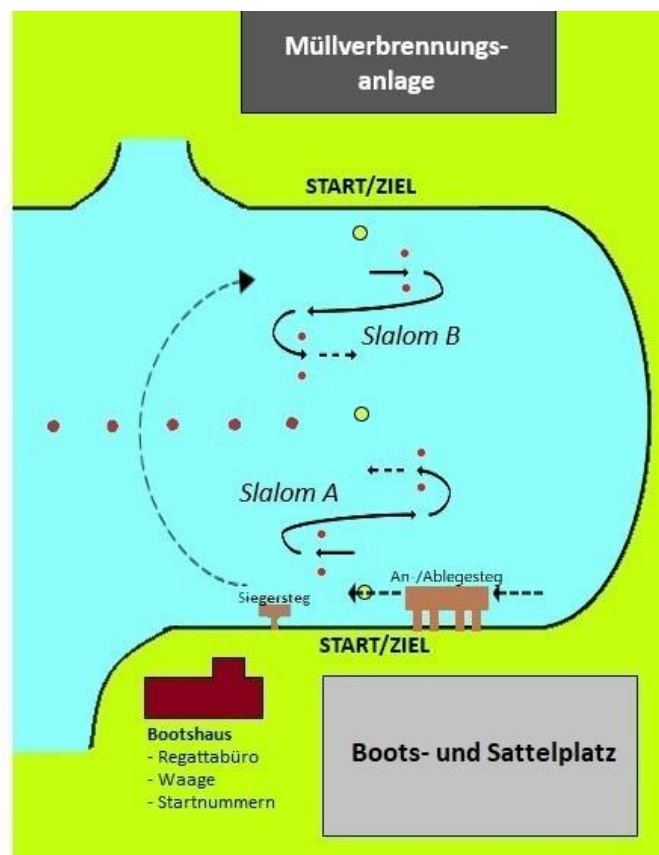 Müllverbrennungs-
anlage
START/ZIEL
Slalom B
Slalom A
An-/Ablegesteg
Siegersteg
START/ZIEL
Bootshaus
- Regattabüro
- Waage
- Startnummern
Boots- und Sattelplatz